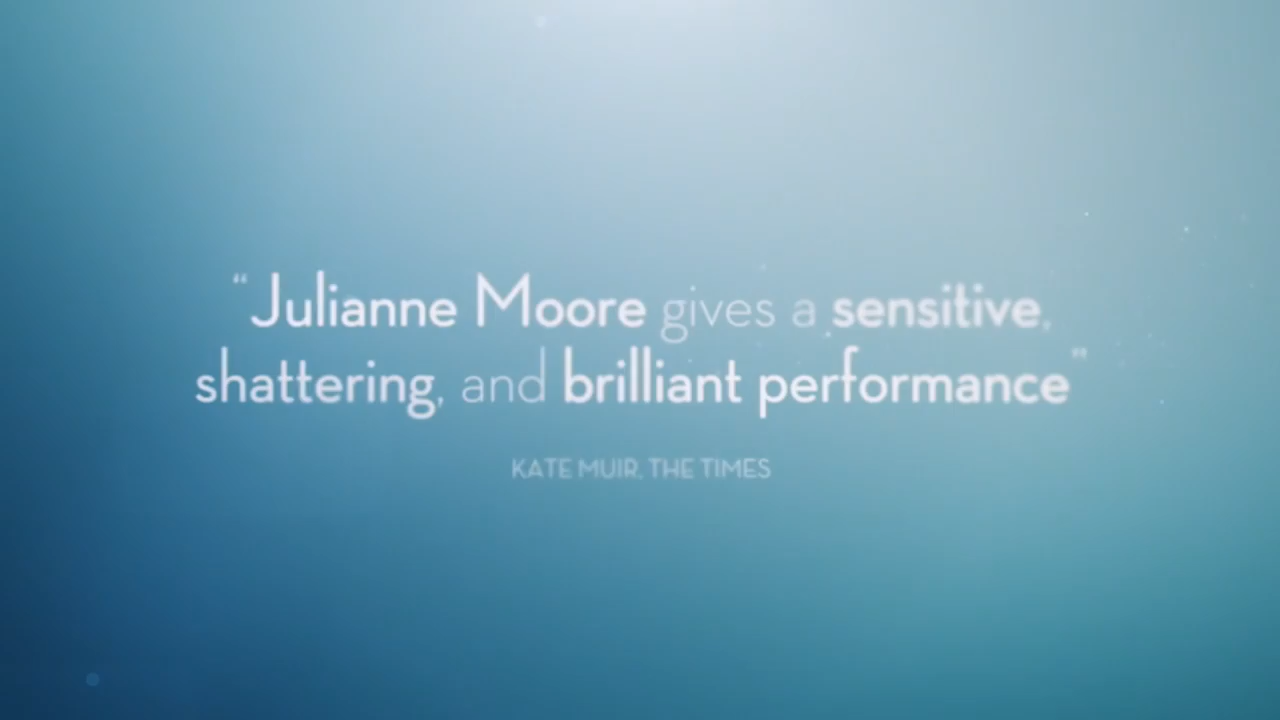 “Julianne Moore gives a sensitive,
shattering, and brilliant performance”
KATE MUIR, THE TIMES